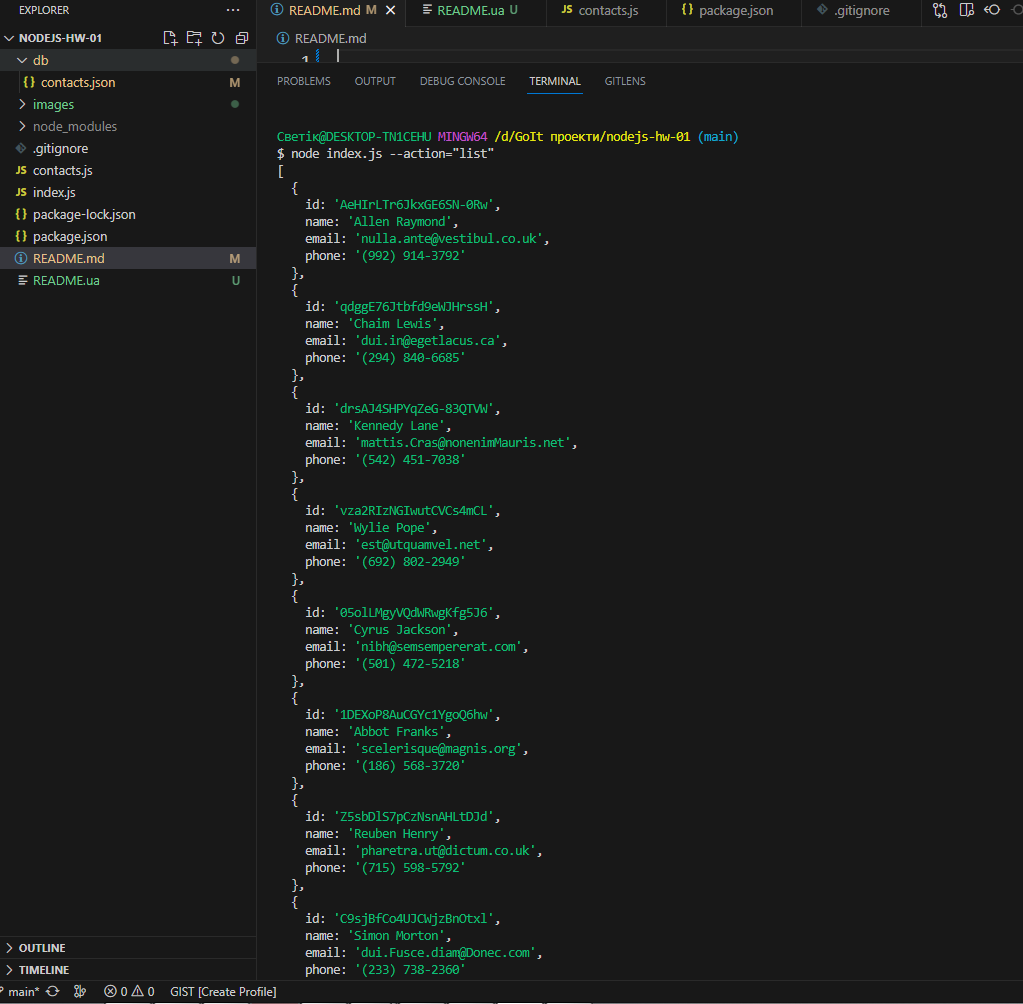 EXPLORER ···
NODEJS-HW-01
db
{} contacts.json M
images
node_modules
.gitignore
JS contacts.js
JS index.js
{} package-lock.json
{} package.json
README.md M
README.ua U
OUTLINE
TIMELINE
README.md M
README.ua U
JS contacts.js
{} package.json
.gitignore
README.md
1
PROBLEMS OUTPUT DEBUG CONSOLE TERMINAL GITLENS
Светік@DESKTOP-TN1CEHU MINGW64 /d/GoIt проекти/nodejs-hw-01 (main)
$ node index.js --action="list"
[
{
id: 'AeHIrLTr6JkxGE6SN-0Rw',
name: 'Allen Raymond',
email: 'nulla.ante@vestibul.co.uk',
phone: '(992) 914-3792'
},
{
id: 'qdggE76Jtbfd9eWJHrssH',
name: 'Chaim Lewis',
email: 'dui.in@egetlacus.ca',
phone: '(294) 840-6685'
},
{
id: 'drsAJ4SHPYqZeG-83QTVW',
name: 'Kennedy Lane',
email: 'mattis.Cras@nonenimMauris.net',
phone: '(542) 451-7038'
},
{
id: 'vza2RIzNGIwutCVCs4mCL',
name: 'Wylie Pope',
email: 'est@utquamvel.net',
phone: '(692) 802-2949'
},
{
id: '05olLMgyVQdWRwgKfg5J6',
name: 'Cyrus Jackson',
email: 'nibh@semsempererat.com',
phone: '(501) 472-5218'
},
{
id: '1DEXoP8AuCGYc1YgoQ6hw',
name: 'Abbot Franks',
email: 'scelerisque@magnis.org',
phone: '(186) 568-3720'
},
{
id: 'Z5sbDlS7pCzNsnAHLtDJd',
name: 'Reuben Henry',
email: 'pharetra.ut@dictum.co.uk',
phone: '(715) 598-5792'
},
{
id: 'C9sjBfCo4UJCWjzBnOtxl',
name: 'Simon Morton',
email: 'dui.Fusce.diam@Donec.com',
phone: '(233) 738-2360'
main* 0 0 GIST [Create Profile]